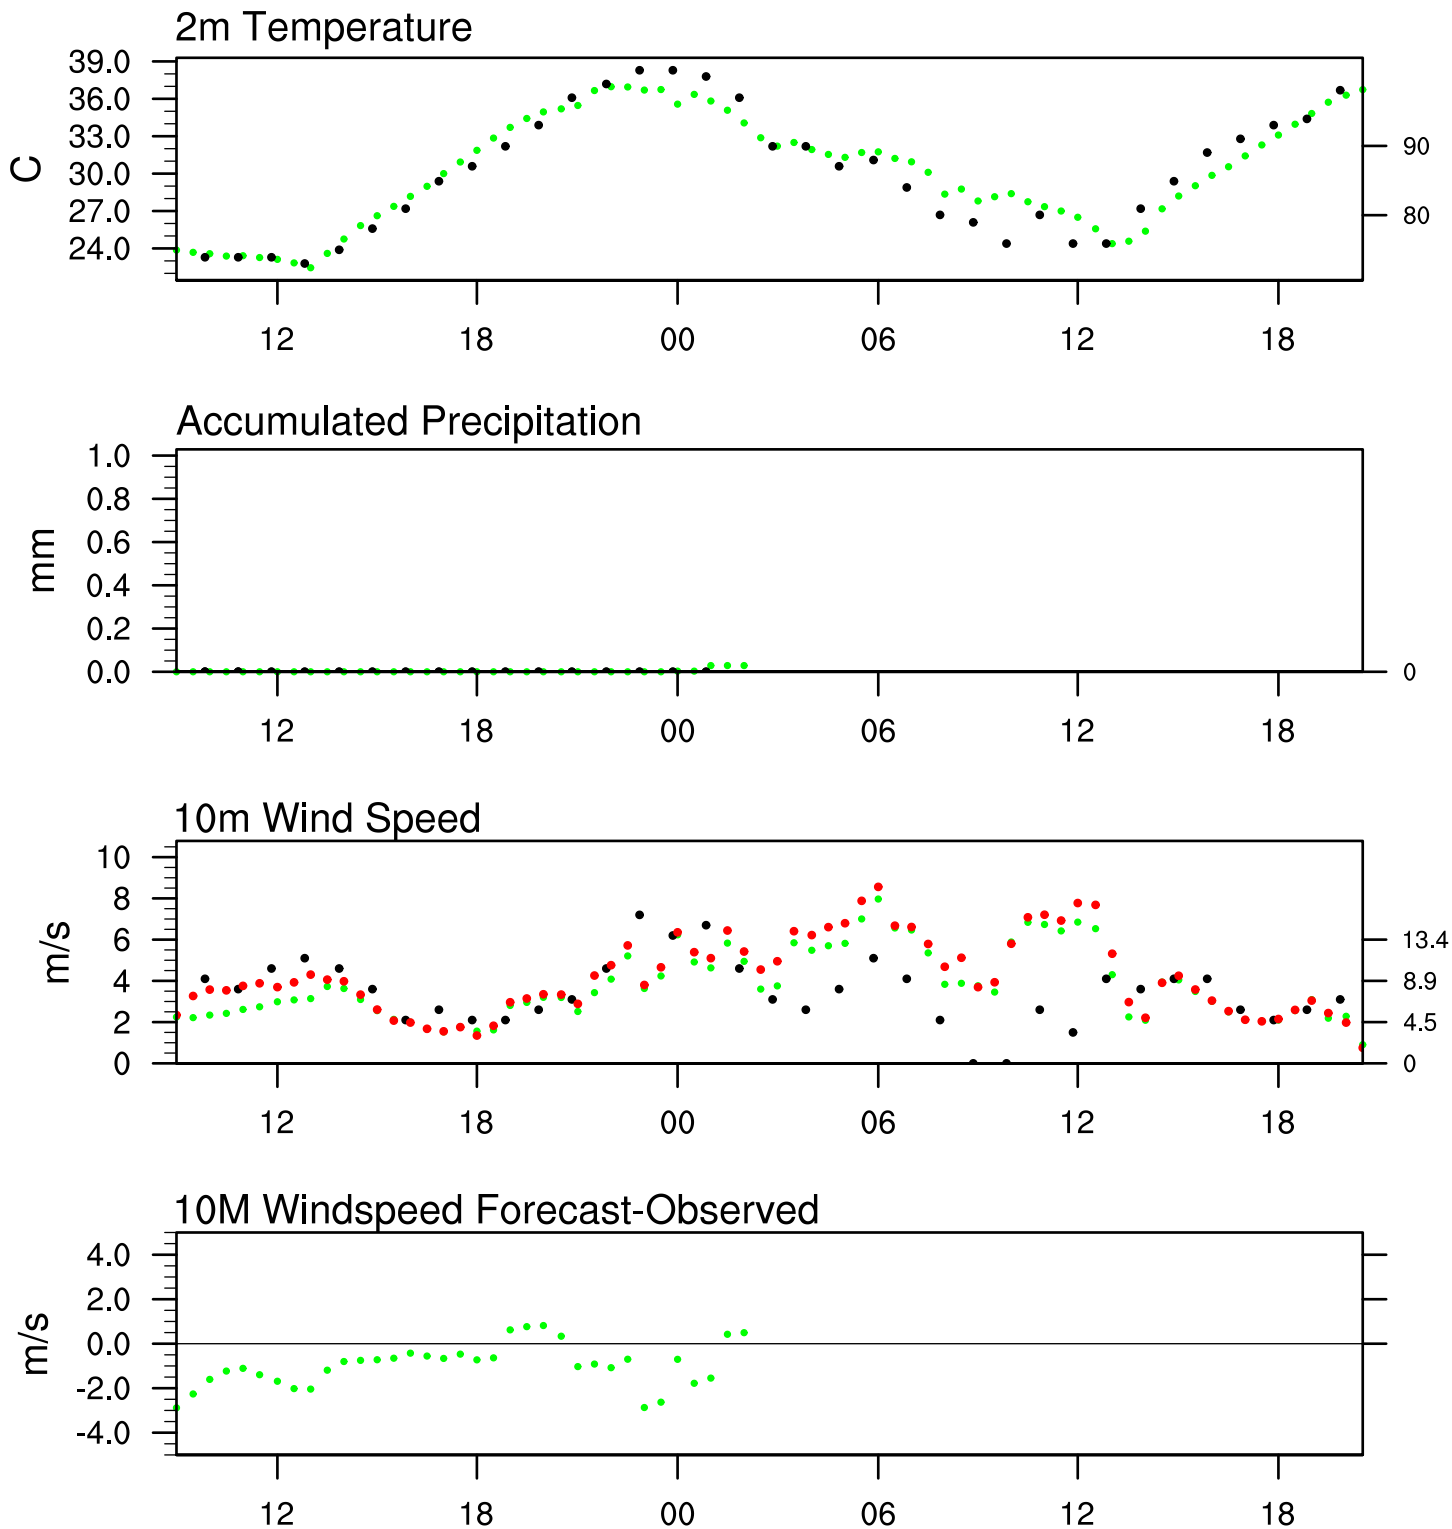 2m Temperature
39.0
36.0
33.0
30.0
27.0
24.0
C
90
80
12 18 00 06 12 18
Accumulated Precipitation
1.0
0.8
0.6
0.4
0.2
0.0
mm
0
12 18 00 06 12 18
10m Wind Speed
10
8
6
4
2
0
m/s
13.4
8.9
4.5
0
12 18 00 06 12 18
10M Windspeed Forecast-Observed
4.0
2.0
0.0
-2.0
-4.0
m/s
12 18 00 06 12 18